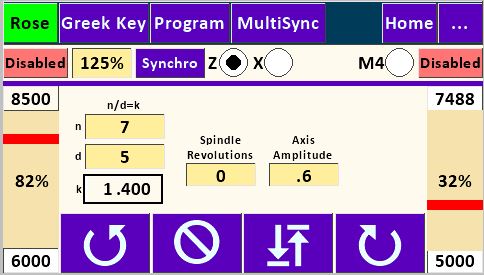 Rose Greek Key Program MultiSync Home ...
Disabled 125% Synchro Z X M4 Disabled
8500 n/d=k 7488
n 7
d 5
Spindle Revolutions Axis Amplitude
82% k 1.400 0 .6 32%
6000 5000